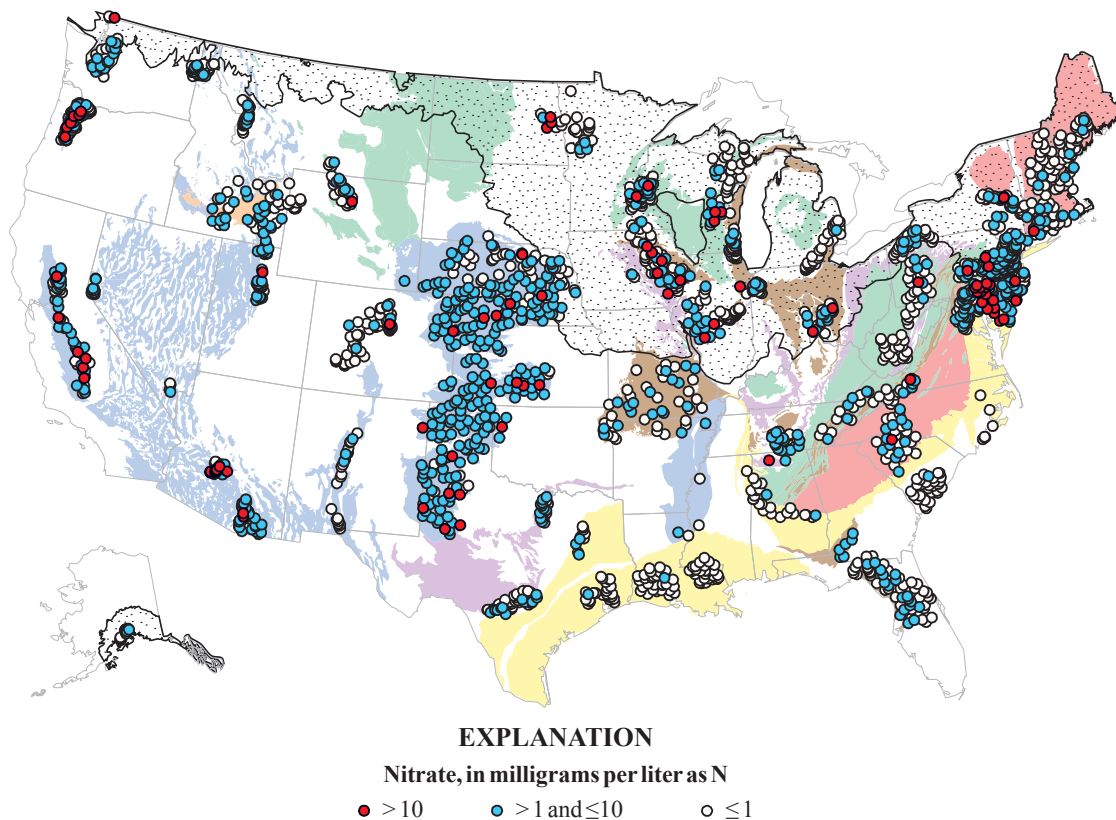 EXPLANATION
Nitrate, in milligrams per liter as N
> 10 > 1 and ≤10 ≤ 1